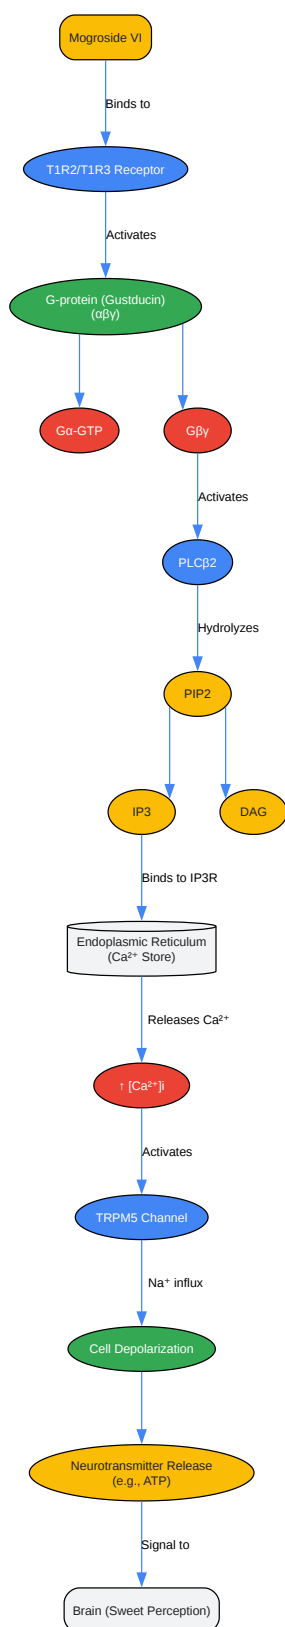 Mogroside VI
Binds to
T1R2/T1R3 Receptor
Activates
G-protein (Gustducin)
(αβγ)
Gα-GTP
Gβγ
Activates
PLCβ2
Hydrolyzes
PIP2
IP3
DAG
Binds to IP3R
Endoplasmic Reticulum
(Ca²⁺ Store)
Releases Ca²⁺
↑ [Ca²⁺]i
Activates
TRPM5 Channel
Na⁺ influx
Cell Depolarization
Neurotransmitter Release
(e.g., ATP)
Signal to
Brain (Sweet Perception)